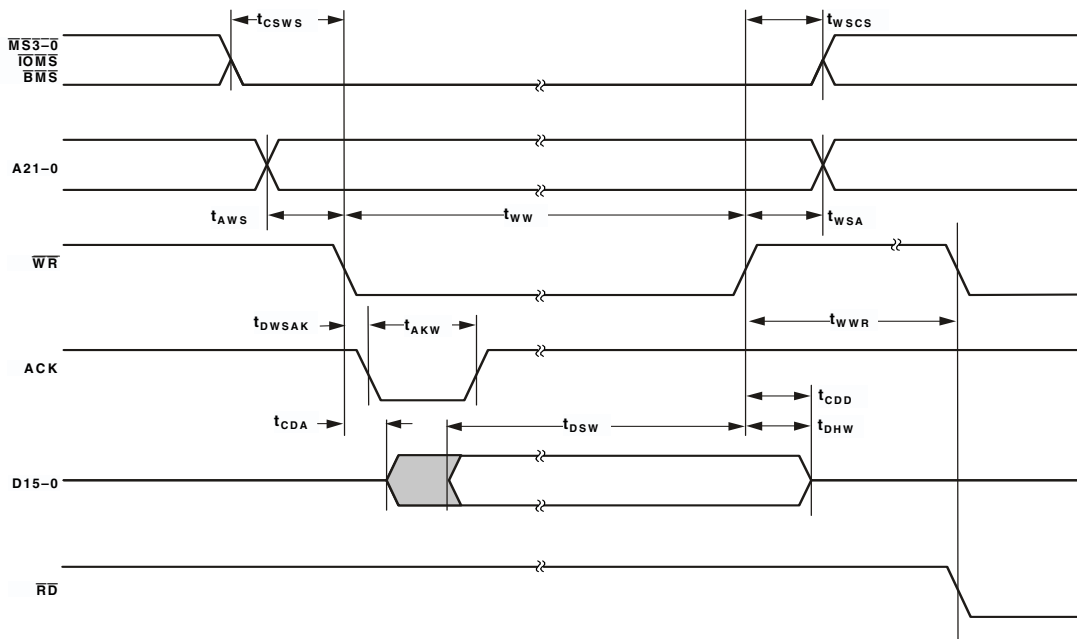 tCSWS
tWSCS
MS3–0
IOMS
BMS
A21–0
tAWS
tWW
tWSA
WR
tDWSAK
tAKW
tWWR
ACK
tCDD
tCDA
tDSW
tDHW
D15–0
RD